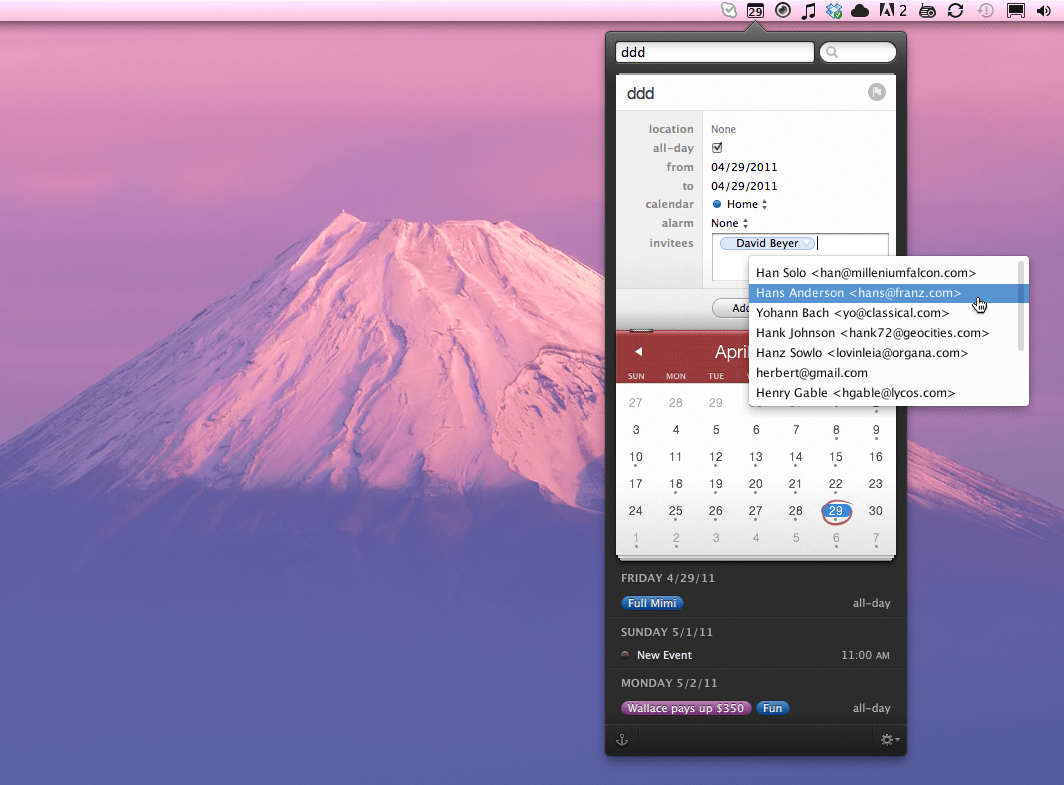 29 2
ddd
ddd
location None
all-day
from 04/29/2011
to 04/29/2011
calendar Home
alarm None
invitees David Beyer
Han Solo <han@milleniumfalcon.com>
Hans Anderson <hans@franz.com>
Yohann Bach <yo@classical.com>
Hank Johnson <hank72@geocities.com>
Hanz Sowlo <lovinleia@organa.com>
herbert@gmail.com
Henry Gable <hgable@lycos.com>
Add
April
SUN MON TUE
27 28 29
3 4 5 6 7 8 9
10 11 12 13 14 15 16
17 18 19 20 21 22 23
24 25 26 27 28 29 30
1 2 3 4 5 6 7
FRIDAY 4/29/11
Full Mimi all-day
SUNDAY 5/1/11
New Event 11:00 AM
MONDAY 5/2/11
Wallace pays up $350 Fun all-day